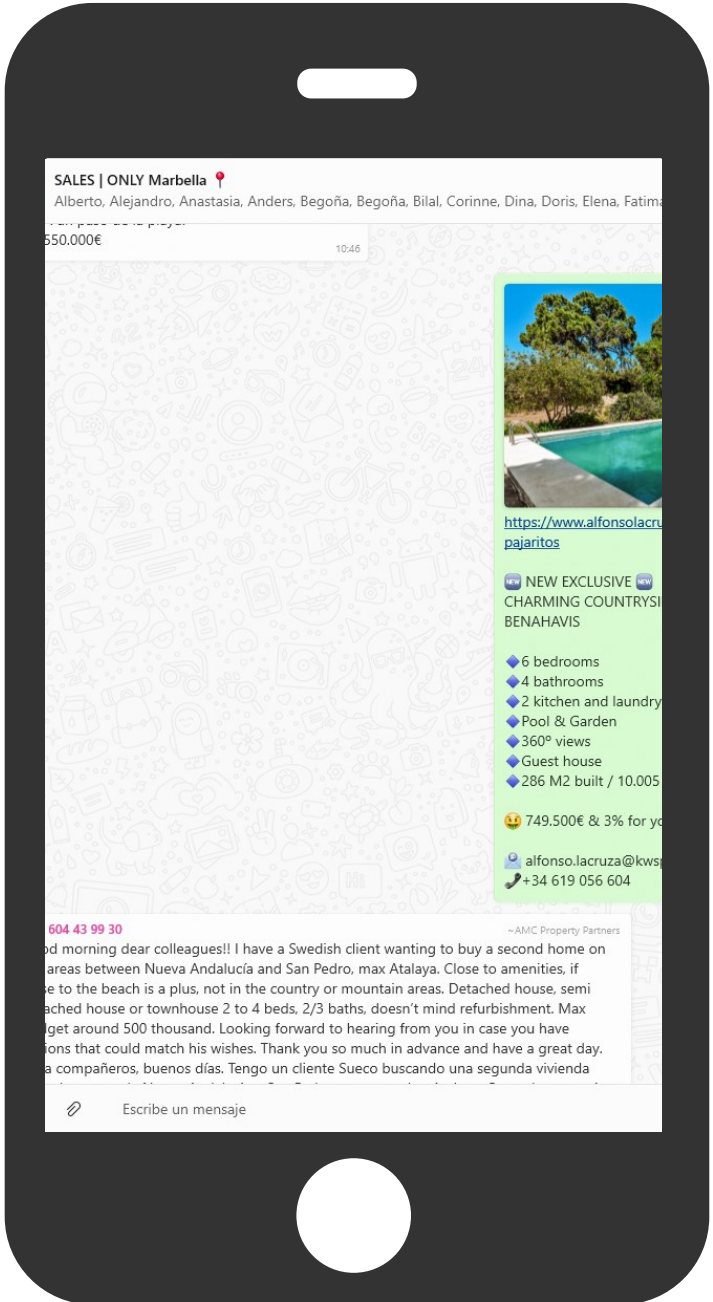 SALES | ONLY Marbella 📍
Alberto, Alejandro, Anastasia, Anders, Begoña, Begoña, Bilal, Corinne, Dina, Doris, Elena, Fatima
un paso de la playa
550.000€
10:46
https://www.alfonsolacru
pajaritos
🆕 NEW EXCLUSIVE 🆕
CHARMING COUNTRYSI
BENAHAVIS
🔹6 bedrooms
🔹4 bathrooms
🔹2 kitchen and laundry
🔹Pool & Garden
🔹360º views
🔹Guest house
🔹286 M2 built / 10.005
🤑 749.500€ & 3% for yo
📩 alfonso.lacruza@kwsp
📞+34 619 056 604
604 43 99 30
~AMC Property Partners
od morning dear colleagues!! I have a Swedish client wanting to buy a second home on
areas between Nueva Andalucía and San Pedro, max Atalaya. Close to amenities, if
se to the beach is a plus, not in the country or mountain areas. Detached house, semi
ached house or townhouse 2 to 4 beds, 2/3 baths, doesn't mind refurbishment. Max
dget around 500 thousand. Looking forward to hearing from you in case you have
ions that could match his wishes. Thank you so much in advance and have a great day.
a compañeros, buenos días. Tengo un cliente Sueco buscando una segunda vivienda
Escribe un mensaje